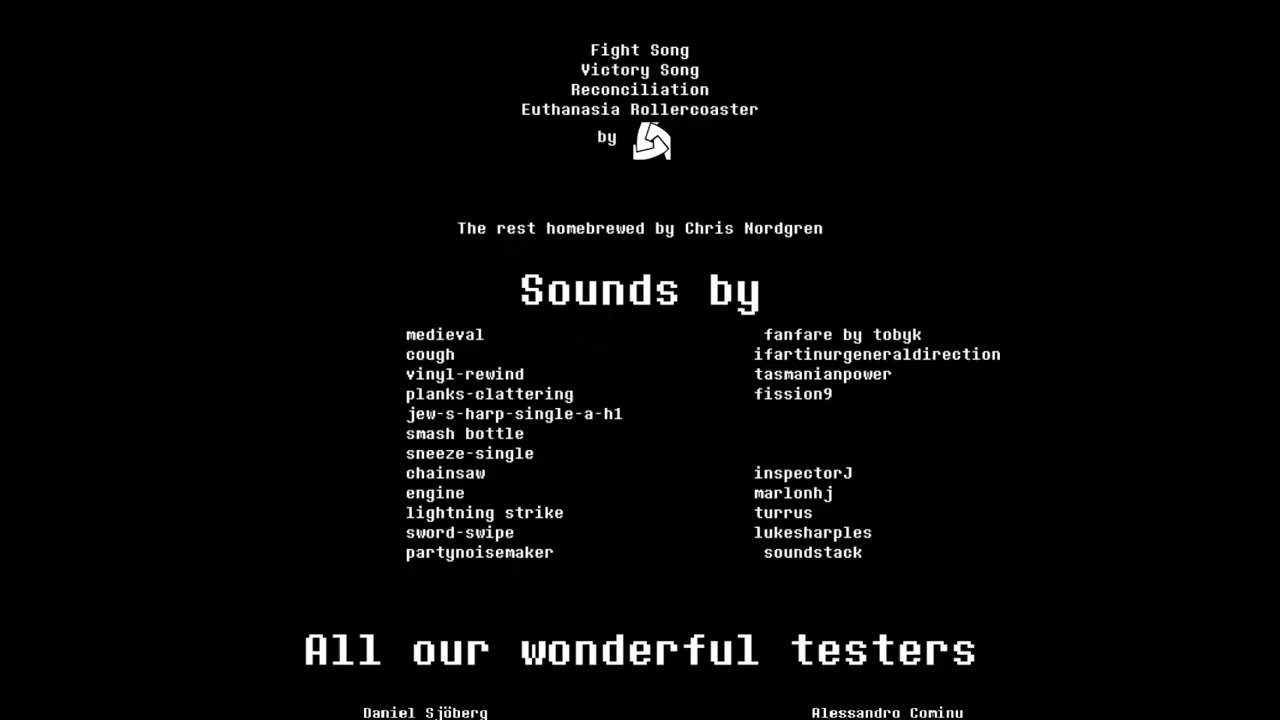 Fight Song
Victory Song
Reconciliation
Euthanasia Rollercoaster
by
The rest homebrewed by Chris Nordgren
Sounds by
medieval fanfare by tobyk
cough ifartinurgeneraldirection
vinyl-rewind tasmanianpower
planks-clattering fission9
jew-s-harp-single-a-h1
smash bottle
sneeze-single
chainsaw inspectorJ
engine marlonhj
lightning strike turrus
sword-swipe lukesharples
partynoisemaker soundstack
All our wonderful testers
Daniel Sjöberg Alessandro Cominu